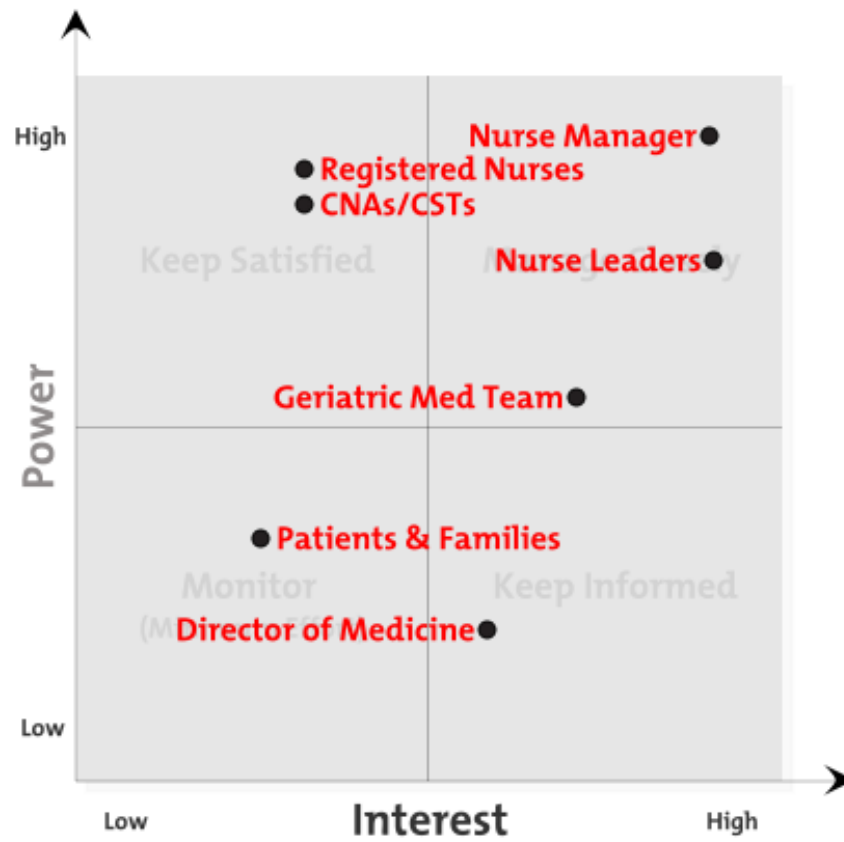 High
Nurse Manager
Registered Nurses
CNAs/CSTs
Keep Satisfied
Nurse Leaders
Power
Geriatric Med Team
Patients & Families
Monitor
Keep Informed
Director of Medicine
Low
Low
Interest
High